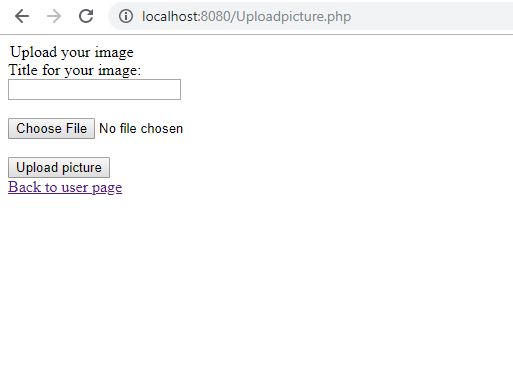 localhost:8080/Uploadpicture.php
Upload your image
Title for your image:
Choose File No file chosen
Upload picture
Back to user page